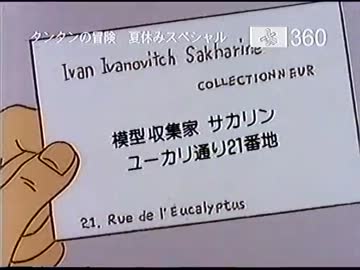 タンタンの冒険 夏休みスペシャル 360
Ivan Ivanovitch Sakharine
COLLECTIONNEUR
模型収集家 サカリン
ユーカリ通り21番地
21. Rue de l'Eucalyptus